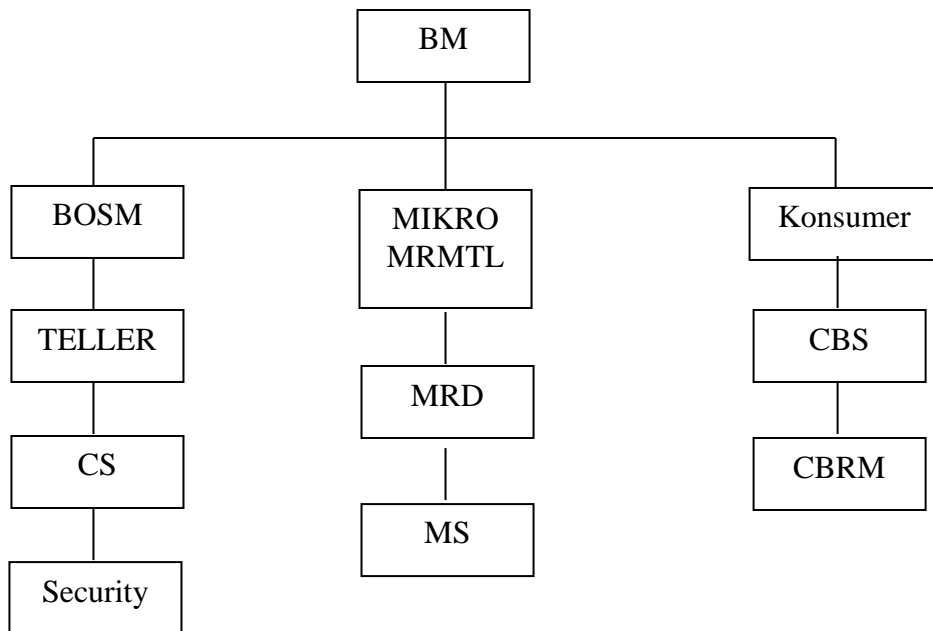 BM
BOSM
MIKRO
MRMTL
Konsumer
TELLER
CBS
MRD
CS
CBRM
MS
Security